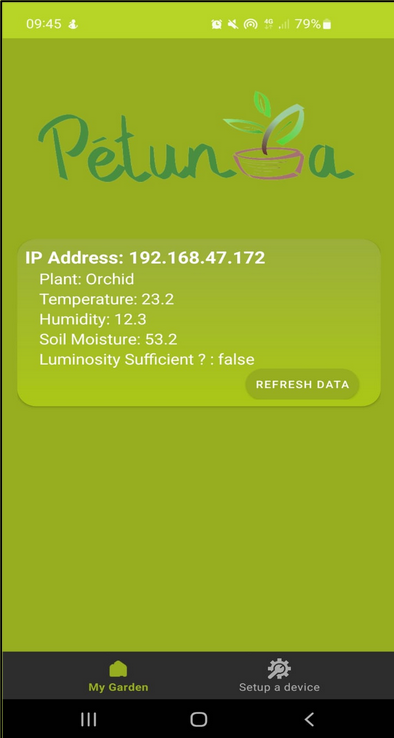 09:45 4G 79%
Pétunia
IP Address: 192.168.47.172
Plant: Orchid
Temperature: 23.2
Humidity: 12.3
Soil Moisture: 53.2
Luminosity Sufficient ? : false
REFRESH DATA
My Garden Setup a device